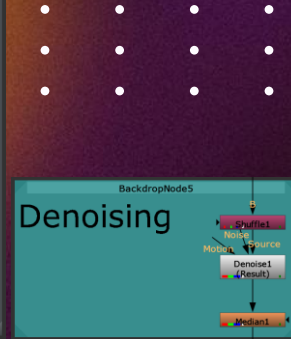 BackdropNode5
Denoising
B
Shuffle1
Noise
Motion
Source
Denoise1
(Result)
Median1